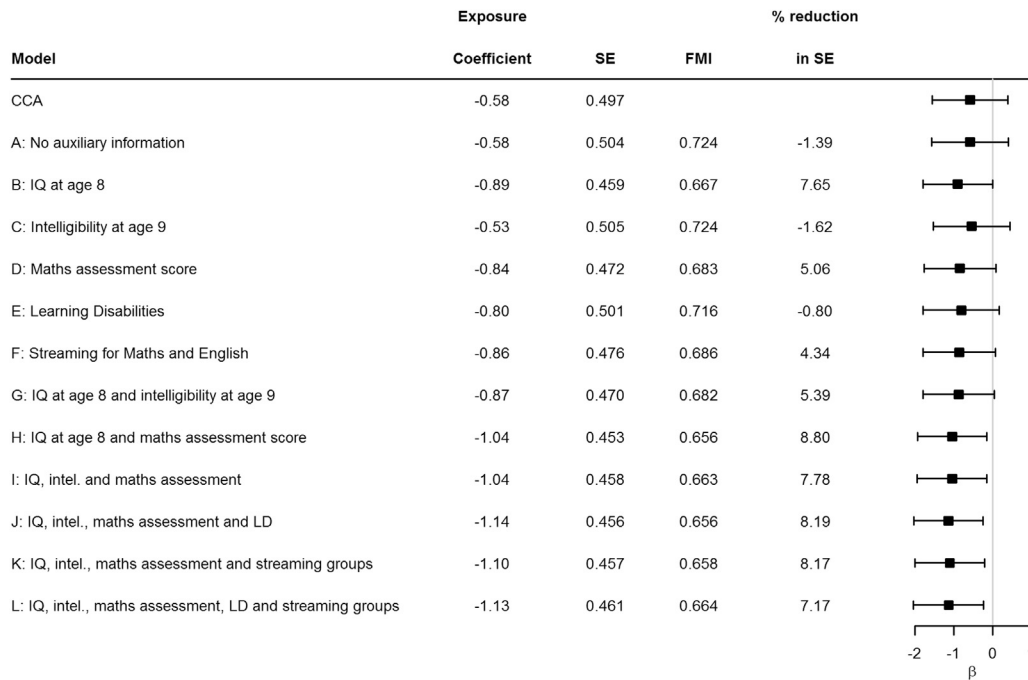 Exposure % reduction
Model Coefficient SE FMI in SE
CCA -0.58 0.497
A: No auxiliary information -0.58 0.504 0.724 -1.39
B: IQ at age 8 -0.89 0.459 0.667 7.65
C: Intelligibility at age 9 -0.53 0.505 0.724 -1.62
D: Maths assessment score -0.84 0.472 0.683 5.06
E: Learning Disabilities -0.80 0.501 0.716 -0.80
F: Streaming for Maths and English -0.86 0.476 0.686 4.34
G: IQ at age 8 and intelligibility at age 9 -0.87 0.470 0.682 5.39
H: IQ at age 8 and maths assessment score -1.04 0.453 0.656 8.80
I: IQ, intel. and maths assessment -1.04 0.458 0.663 7.78
J: IQ, intel., maths assessment and LD -1.14 0.456 0.656 8.19
K: IQ, intel., maths assessment and streaming groups -1.10 0.457 0.658 8.17
L: IQ, intel., maths assessment, LD and streaming groups -1.13 0.461 0.664 7.17
-2 -1 0
β